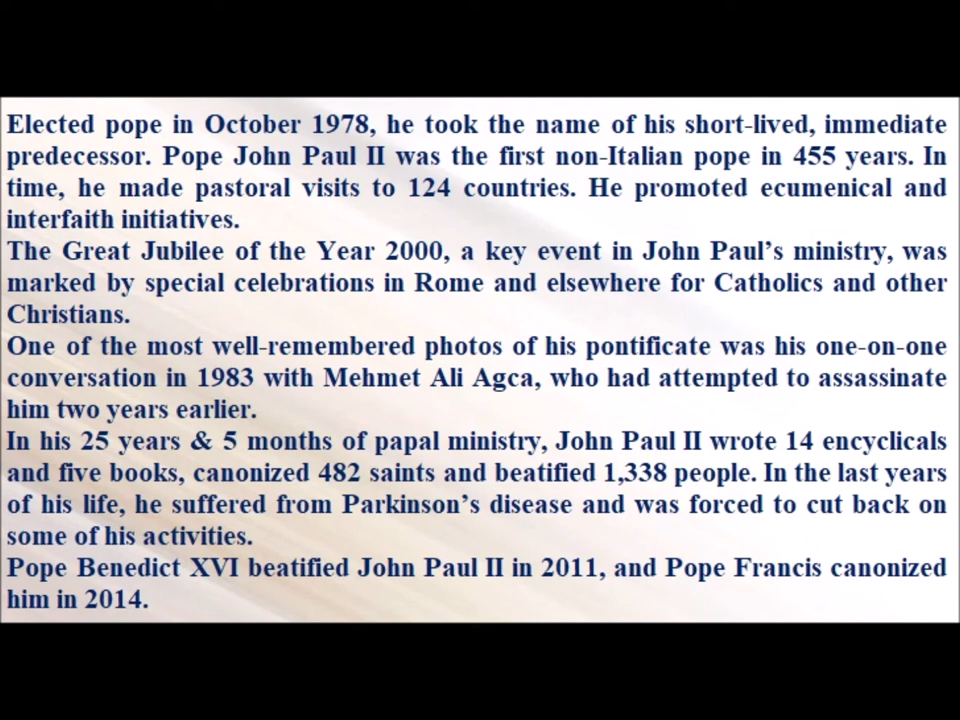 Elected pope in October 1978, he took the name of his short-lived, immediate
predecessor. Pope John Paul II was the first non-Italian pope in 455 years. In
time, he made pastoral visits to 124 countries. He promoted ecumenical and
interfaith initiatives.
The Great Jubilee of the Year 2000, a key event in John Paul’s ministry, was
marked by special celebrations in Rome and elsewhere for Catholics and other
Christians.
One of the most well-remembered photos of his pontificate was his one-on-one
conversation in 1983 with Mehmet Ali Agca, who had attempted to assassinate
him two years earlier.
In his 25 years & 5 months of papal ministry, John Paul II wrote 14 encyclicals
and five books, canonized 482 saints and beatified 1,338 people. In the last years
of his life, he suffered from Parkinson’s disease and was forced to cut back on
some of his activities.
Pope Benedict XVI beatified John Paul II in 2011, and Pope Francis canonized
him in 2014.